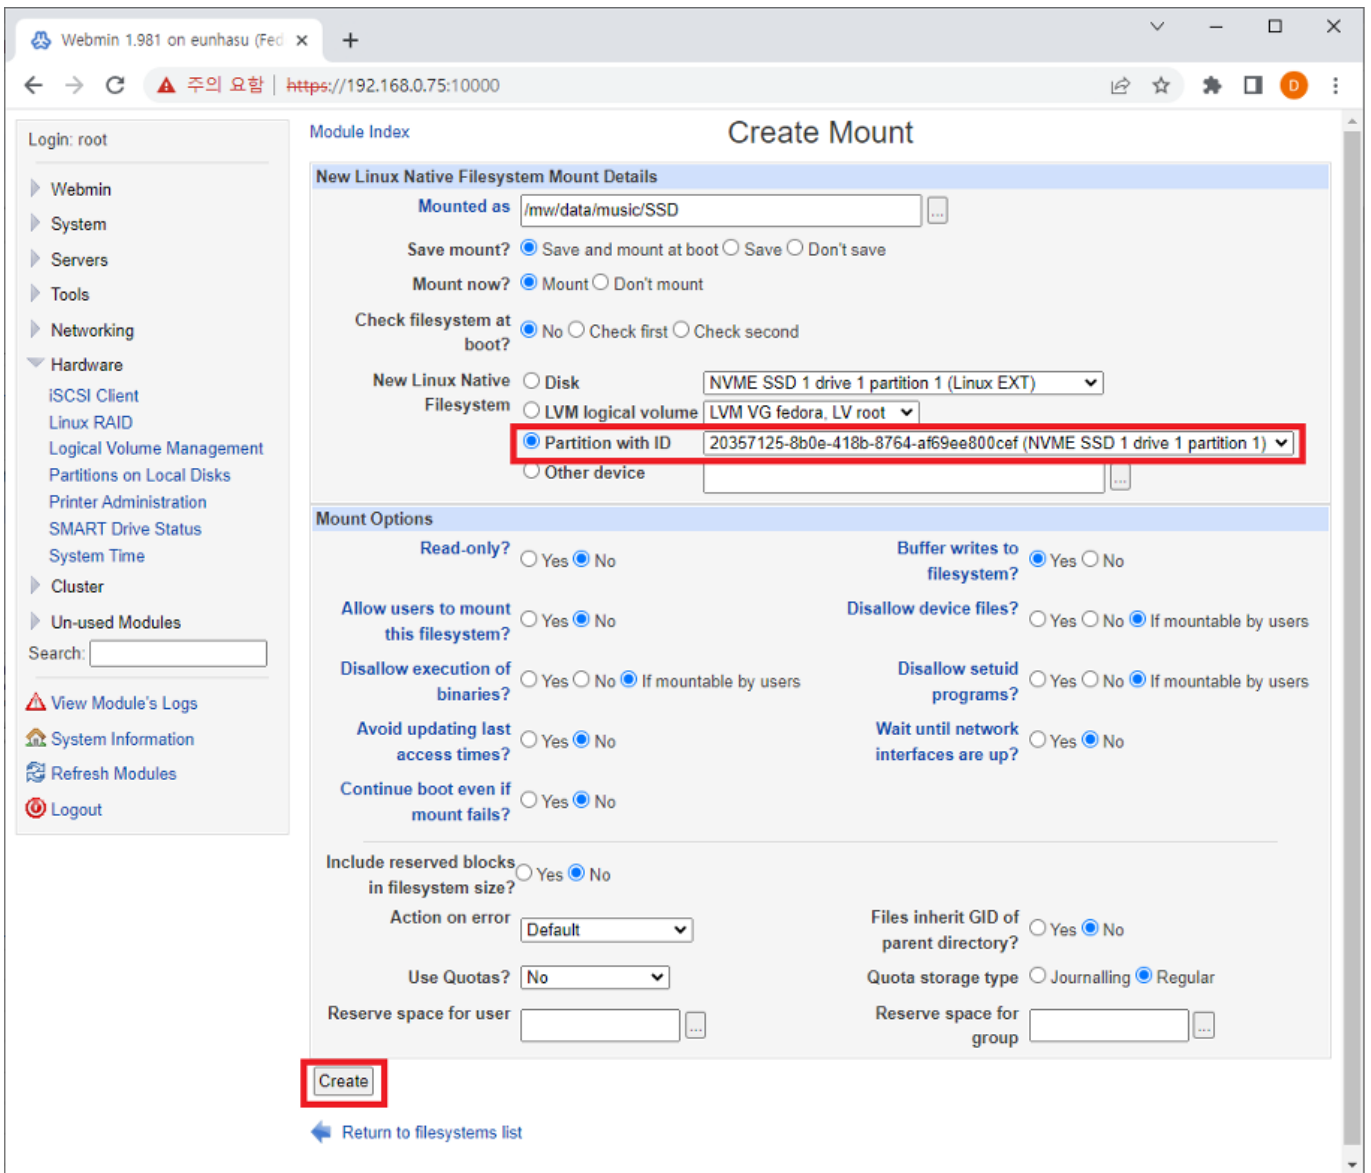 Webmin 1.981 on eunhasu (Fed
주의 요함 https://192.168.0.75:10000
D
Login: root
Webmin
System
Servers
Tools
Networking
Hardware
iSCSI Client
Linux RAID
Logical Volume Management
Partitions on Local Disks
Printer Administration
SMART Drive Status
System Time
Cluster
Un-used Modules
Search:
View Module's Logs
System Information
Refresh Modules
Logout
Module Index
Create Mount
New Linux Native Filesystem Mount Details
Mounted as /mw/data/music/SSD ...
Save mount? Save and mount at boot Save Don't save
Mount now? Mount Don't mount
Check filesystem at boot? No Check first Check second
New Linux Native Filesystem
Disk NVME SSD 1 drive 1 partition 1 (Linux EXT)
LVM logical volume LVM VG fedora, LV root
Partition with ID 20357125-8b0e-418b-8764-af69ee800cef (NVME SSD 1 drive 1 partition 1)
Other device ...
Mount Options
Read-only? Yes No
Buffer writes to filesystem? Yes No
Allow users to mount this filesystem? Yes No
Disallow device files? Yes No If mountable by users
Disallow execution of binaries? Yes No If mountable by users
Disallow setuid programs? Yes No If mountable by users
Avoid updating last access times? Yes No
Wait until network interfaces are up? Yes No
Continue boot even if mount fails? Yes No
Include reserved blocks in filesystem size? Yes No
Action on error Default
Files inherit GID of parent directory? Yes No
Use Quotas? No
Quota storage type Journalling Regular
Reserve space for user ...
Reserve space for group ...
Create
Return to filesystems list